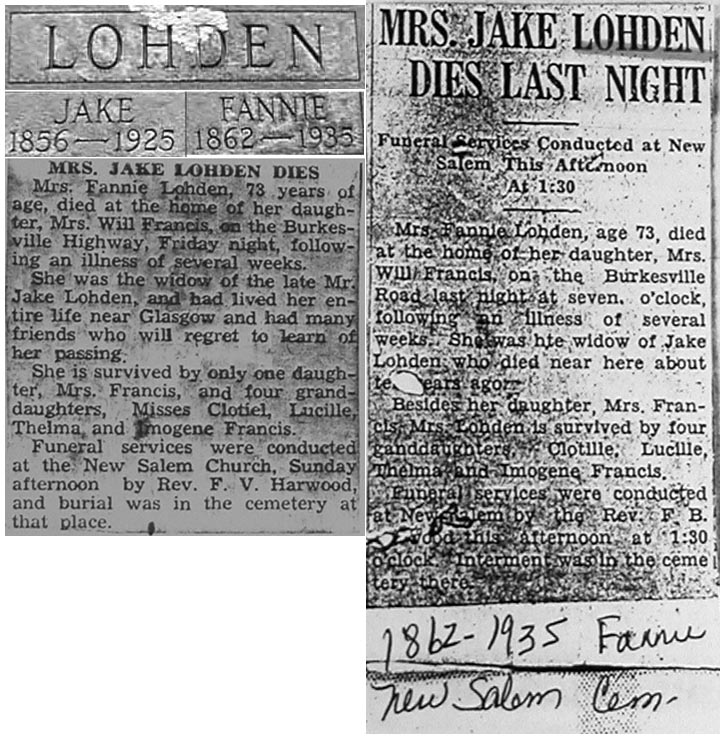 LOHDEN
JAKE
1856—1925
FANNIE
1862—1935
MRS. JAKE LOHDEN DIES
Mrs. Fannie Lohden, 73 years of
age, died at the home of her daugh-
ter, Mrs. Will Francis, on the Burkes-
ville Highway, Friday night, follow-
ing an illness of several weeks.
She was the widow of the late Mr.
Jake Lohden, and had lived her en-
tire life near Glasgow and had many
friends who will regret to learn of
her passing.
She is survived by only one daugh-
ter, Mrs. Francis, and four grand-
daughters, Misses Clotiel, Lucille,
Thelma and Imogene Francis.
Funeral services were conducted
at the New Salem Church, Sunday
afternoon by Rev. F. V. Harwood,
and burial was in the cemetery at
that place.
MRS. JAKE LOHDEN
DIES LAST NIGHT
Funeral Services Conducted at New
Salem This Afternoon
At 1:30
Mrs. Fannie Lohden, age 73, died
at the home of her daughter, Mrs.
Will Francis, on the Burkesville
Road last night at seven. o'clock,
following an illness of several
weeks. She was hte widow of Jake
Lohden who died near here about
te ears agor
Besides her daughter, Mrs. Fran-
cis, Mrs. Lohden is survived by four
ganddaughters. Clotille, Lucille,
Thelma and Imogene Francis.
Funeral services were conducted
at New Salem by the Rev. F. B.
wood this afternoon at 1:30
o'clock. Interment was in the ceme
tery there.
1862-1935 Fannie
New Salem Cem.